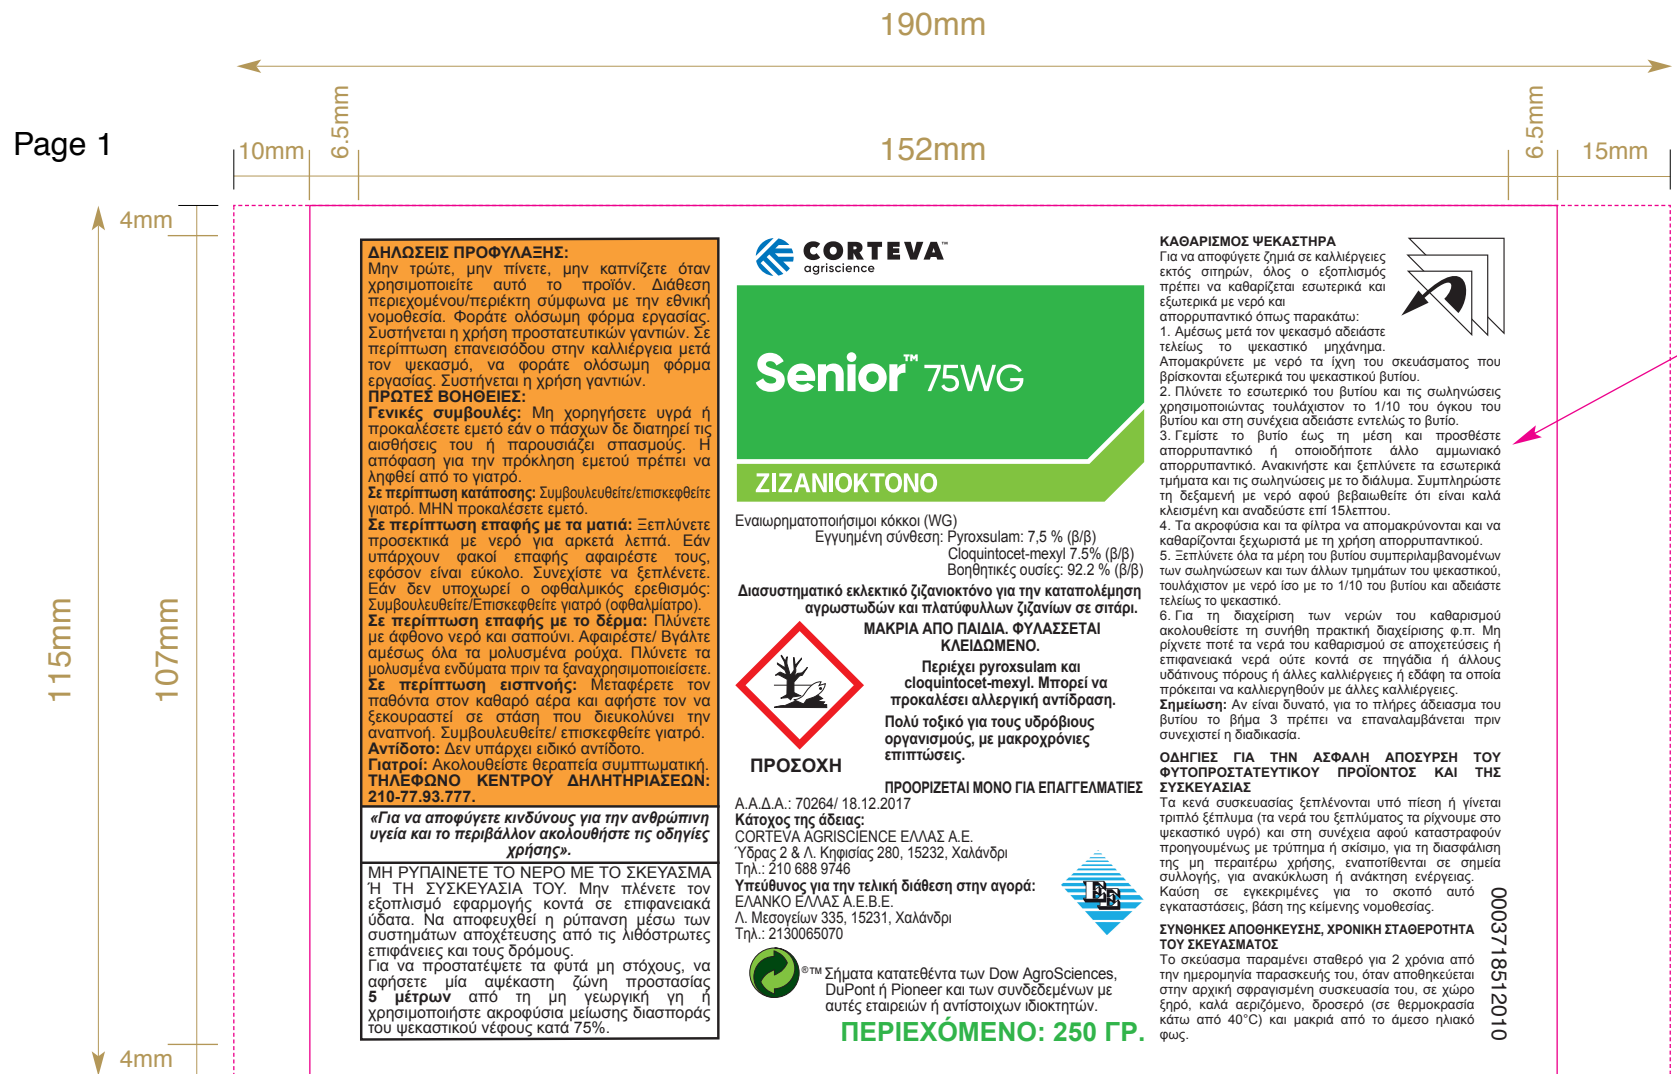 190mm
Page 1
10mm
6.5mm
152mm
6.5mm
15mm
4mm
115mm
107mm
4mm
ΔΗΛΩΣΕΙΣ ΠΡΟΦΥΛΑΞΗΣ:
Μην τρώτε, μην πίνετε, μην καπνίζετε όταν
χρησιμοποιείτε αυτό το προϊόν. Διάθεση
περιεχομένου/περιέκτη σύμφωνα με την εθνική
νομοθεσία. Φοράτε ολόσωμη φόρμα εργασίας.
Συστήνεται η χρήση προστατευτικών γαντιών. Σε
περίπτωση επανεισόδου στην καλλιέργεια μετά
τον ψεκασμό, να φοράτε ολόσωμη φόρμα
εργασίας. Συστήνεται η χρήση γαντιών.
ΠΡΩΤΕΣ ΒΟΗΘΕΙΕΣ:
Γενικές συμβουλές: Μη χορηγήσετε υγρά ή
προκαλέσετε εμετό εάν ο πάσχων δε διατηρεί τις
αισθήσεις του ή παρουσιάζει σπασμούς. Η
απόφαση για την πρόκληση εμετού πρέπει να
ληφθεί από το γιατρό.
Σε περίπτωση κατάποσης: Συμβουλευθείτε/επισκεφθείτε
γιατρό. ΜΗΝ προκαλέσετε εμετό.
Σε περίπτωση επαφής με τα ματιά: Ξεπλύνετε
προσεκτικά με νερό για αρκετά λεπτά. Εάν
υπάρχουν φακοί επαφής αφαιρέστε τους,
εφόσον είναι εύκολο. Συνεχίστε να ξεπλένετε.
Εάν δεν υποχωρεί ο οφθαλμικός ερεθισμός:
Συμβουλευθείτε/Επισκεφθείτε γιατρό (οφθαλμίατρο).
Σε περίπτωση επαφής με το δέρμα: Πλύνετε
με άφθονο νερό και σαπούνι. Αφαιρέστε/ Βγάλτε
αμέσως όλα τα μολυσμένα ρούχα. Πλύνετε τα
μολυσμένα ενδύματα πριν τα ξαναχρησιμοποιείσετε.
Σε περίπτωση εισπνοής: Μεταφέρετε τον
παθόντα στον καθαρό αέρα και αφήστε τον να
ξεκουραστεί σε στάση που διευκολύνει την
αναπνοή. Συμβουλευθείτε/ επισκεφθείτε γιατρό.
Αντίδοτο: Δεν υπάρχει ειδικό αντίδοτο.
Γιατροί: Ακολουθείστε θεραπεία συμπτωματική.
ΤΗΛΕΦΩΝΟ ΚΕΝΤΡΟΥ ΔΗΛΗΤΗΡΙΑΣΕΩΝ:
210-77.93.777.
«Για να αποφύγετε κινδύνους για την ανθρώπινη
υγεία και το περιβάλλον ακολουθήστε τις οδηγίες
χρήσης».
ΜΗ ΡΥΠΑΙΝΕΤΕ ΤΟ ΝΕΡΟ ΜΕ ΤΟ ΣΚΕΥΑΣΜΑ
Ή ΤΗ ΣΥΣΚΕΥΑΣΙΑ ΤΟΥ. Μην πλένετε τον
εξοπλισμό εφαρμογής κοντά σε επιφανειακά
ύδατα. Να αποφευχθεί η ρύπανση μέσω των
συστημάτων αποχέτευσης από τις λιθόστρωτες
επιφάνειες και τους δρόμους.
Για να προστατέψετε τα φυτά μη στόχους, να
αφήσετε μία αψέκαστη ζώνη προστασίας
5 μέτρων από τη μη γεωργική γη ή
χρησιμοποιήστε ακροφύσια μείωσης διασποράς
του ψεκαστικού νέφους κατά 75%.
CORTEVA™
agriscience
Senior™ 75WG
ΖΙΖΑΝΙΟΚΤΟΝΟ
Εναιωρηματοποιήσιμοι κόκκοι (WG)
Εγγυημένη σύνθεση: Pyroxsulam: 7,5 % (β/β)
Cloquintocet-mexyl 7.5% (β/β)
Βοηθητικές ουσίες: 92.2 % (β/β)
Διασυστηματικό εκλεκτικό ζιζανιοκτόνο για την καταπολέμηση
αγρωστωδών και πλατύφυλλων ζιζανίων σε σιτάρι.
ΜΑΚΡΙΑ ΑΠΟ ΠΑΙΔΙΑ. ΦΥΛΑΣΣΕΤΑΙ
ΚΛΕΙΔΩΜΕΝΟ.
Περιέχει pyroxsulam και
cloquintocet-mexyl. Μπορεί να
προκαλέσει αλλεργική αντίδραση.
Πολύ τοξικό για τους υδρόβιους
οργανισμούς, με μακροχρόνιες
επιπτώσεις.
ΠΡΟΣΟΧΗ
ΠΡΟΟΡΙΖΕΤΑΙ ΜΟΝΟ ΓΙΑ ΕΠΑΓΓΕΛΜΑΤΙΕΣ
Α.Α.Δ.Α.: 70264/ 18.12.2017
Κάτοχος της άδειας:
CORTEVA AGRISCIENCE ΕΛΛΑΣ Α.Ε.
Ύδρας 2 & Λ. Κηφισίας 280, 15232, Χαλάνδρι
Τηλ.: 210 688 9746
Υπεύθυνος για την τελική διάθεση στην αγορά:
ΕΛΑΝΚΟ ΕΛΛΑΣ Α.Ε.Β.Ε.
Λ. Μεσογείων 335, 15231, Χαλάνδρι
Τηλ.: 2130065070
EE
®™ Σήματα κατατεθέντα των Dow AgroSciences,
DuPont ή Pioneer και των συνδεδεμένων με
αυτές εταιρειών ή αντίστοιχων ιδιοκτητών.
ΠΕΡΙΕΧΌΜΕΝΟ: 250 ΓΡ.
ΚΑΘΑΡΙΣΜΟΣ ΨΕΚΑΣΤΗΡΑ
Για να αποφύγετε ζημιά σε καλλιέργειες
εκτός σιτηρών, όλος ο εξοπλισμός
πρέπει να καθαρίζεται εσωτερικά και
εξωτερικά με νερό και
απορρυπαντικό όπως παρακάτω:
1. Αμέσως μετά τον ψεκασμό αδειάστε
τελείως το ψεκαστικό μηχάνημα.
Απομακρύνετε με νερό τα ίχνη του σκευάσματος που
βρίσκονται εξωτερικά του ψεκαστικού βυτίου.
2. Πλύνετε το εσωτερικό του βυτίου και τις σωληνώσεις
χρησιμοποιώντας τουλάχιστον το 1/10 του όγκου του
βυτίου και στη συνέχεια αδειάστε εντελώς το βυτίο.
3. Γεμίστε το βυτίο έως τη μέση και προσθέστε
απορρυπαντικό ή οποιοδήποτε άλλο αμμωνιακό
απορρυπαντικό. Ανακινήστε και ξεπλύνετε τα εσωτερικά
τμήματα και τις σωληνώσεις με το διάλυμα. Συμπληρώστε
τη δεξαμενή με νερό αφού βεβαιωθείτε ότι είναι καλά
κλεισμένη και αναδεύστε επί 15λεπτου.
4. Τα ακροφύσια και τα φίλτρα να απομακρύνονται και να
καθαρίζονται ξεχωριστά με τη χρήση απορρυπαντικού.
5. Ξεπλύνετε όλα τα μέρη του βυτίου συμπεριλαμβανομένων
των σωληνώσεων και των άλλων τμημάτων του ψεκαστικού,
τουλάχιστον με νερό ίσο με το 1/10 του βυτίου και αδειάστε
τελείως το ψεκαστικό.
6. Για τη διαχείριση των νερών του καθαρισμού
ακολουθείστε τη συνήθη πρακτική διαχείρισης φ.π. Μη
ρίχνετε ποτέ τα νερά του καθαρισμού σε αποχετεύσεις ή
επιφανειακά νερά ούτε κοντά σε πηγάδια ή άλλους
υδάτινους πόρους ή άλλες καλλιέργειες ή εδάφη τα οποία
πρόκειται να καλλιεργηθούν με άλλες καλλιέργειες.
Σημείωση: Αν είναι δυνατό, για το πλήρες άδειασμα του
βυτίου το βήμα 3 πρέπει να επαναλαμβάνεται πριν
συνεχιστεί η διαδικασία.
ΟΔΗΓΙΕΣ ΓΙΑ ΤΗΝ ΑΣΦΑΛΗ ΑΠΟΣΥΡΣΗ ΤΟΥ
ΦΥΤΟΠΡΟΣΤΑΤΕΥΤΙΚΟΥ ΠΡΟΪΟΝΤΟΣ ΚΑΙ ΤΗΣ
ΣΥΣΚΕΥΑΣΙΑΣ
Τα κενά συσκευασίας ξεπλένονται υπό πίεση ή γίνεται
τριπλό ξέπλυμα (τα νερά του ξεπλύματος τα ρίχνουμε στο
ψεκαστικό υγρό) και στη συνέχεια αφού καταστραφούν
προηγουμένως με τρύπημα ή σκίσιμο, για τη διασφάλιση
της μη περαιτέρω χρήσης, εναποτίθενται σε σημεία
συλλογής, για ανακύκλωση ή ανάκτηση ενέργειας.
Καύση σε εγκεκριμένες για το σκοπό αυτό
εγκαταστάσεις, βάση της κείμενης νομοθεσίας.
ΣΥΝΘΗΚΕΣ ΑΠΟΘΗΚΕΥΣΗΣ, ΧΡΟΝΙΚΗ ΣΤΑΘΕΡΟΤΗΤΑ
ΤΟΥ ΣΚΕΥΑΣΜΑΤΟΣ
Το σκεύασμα παραμένει σταθερό για 2 χρόνια από
την ημερομηνία παρασκευής του, όταν αποθηκεύεται
στην αρχική σφραγισμένη συσκευασία του, σε χώρο
ξηρό, καλά αεριζόμενο, δροσερό (σε θερμοκρασία
κάτω από 40°C) και μακριά από το άμεσο ηλιακό
φως.
00037185512010